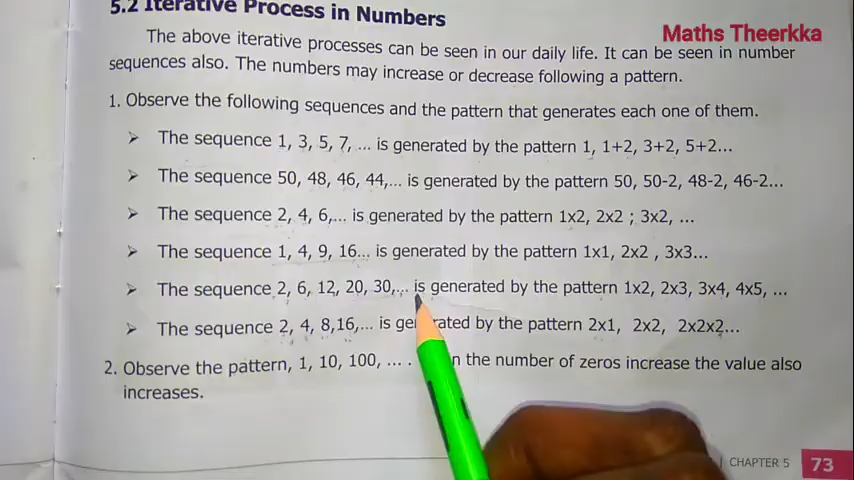 5.2 Iterative Process in Numbers
Maths Theerkka
The above iterative processes can be seen in our daily life. It can be seen in number
sequences also. The numbers may increase or decrease following a pattern.
1. Observe the following sequences and the pattern that generates each one of them.
➢ The sequence 1, 3, 5, 7, ... is generated by the pattern 1, 1+2, 3+2, 5+2...
➢ The sequence 50, 48, 46, 44,... is generated by the pattern 50, 50-2, 48-2, 46-2...
➢ The sequence 2, 4, 6,... is generated by the pattern 1x2, 2x2 ; 3x2, ...
➢ The sequence 1, 4, 9, 16... is generated by the pattern 1x1, 2x2 , 3x3...
➢ The sequence 2, 6, 12, 20, 30,... is generated by the pattern 1x2, 2x3, 3x4, 4x5, ...
➢ The sequence 2, 4, 8,16,... is generated by the pattern 2x1, 2x2, 2x2x2...
2. Observe the pattern, 1, 10, 100, ... . the number of zeros increase the value also
increases.
CHAPTER 5 73